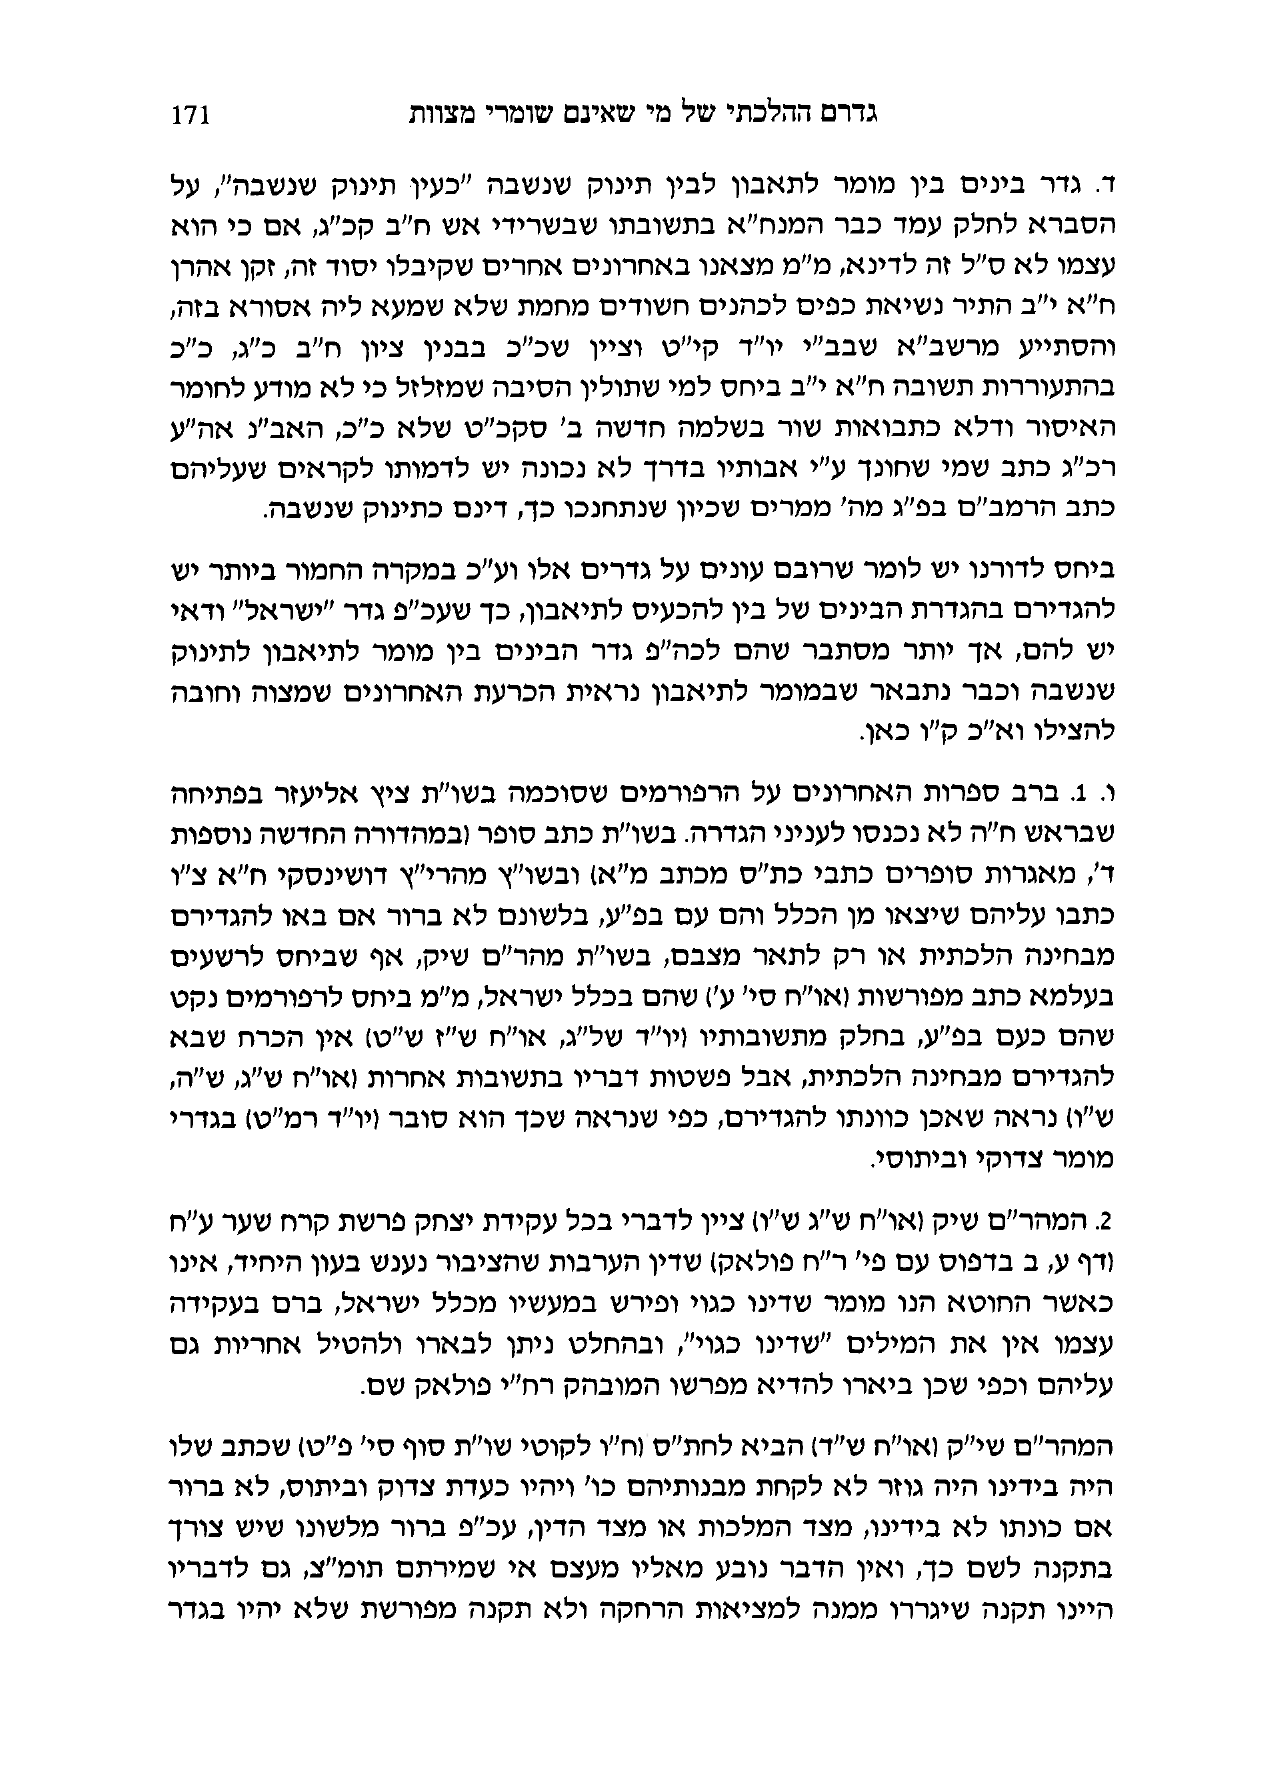 גדרם ההלכתי של מי שאינם שומרי מצוות 171
ד. גדר בינים בין מומר לתאבון לבין תינוק שנשבה "כעין תינוק שנשבה", על
הסברא לחלק עמד כבר המנח"א בתשובתו שבשרידי אש ח"ב קכ"ג, אם כי הוא
עצמו לא ס"ל זה לדינא, מ"מ מצאנו באחרונים אחרים שקיבלו יסוד זה, זקן אהרן
ח"א י"ב התיר נשיאת כפים לכהנים חשודים מחמת שלא שמעא ליה אסורא בזה,
והסתייע מרשב"א שבב"י יו"ד קי"ט וציין שכ"כ בבנין ציון ח"ב כ"ג, כ"כ
בהתעוררות תשובה ח"א י"ב ביחס למי שתולין הסיבה שמזלזל כי לא מודע לחומר
האיסור ודלא כתבואות שור בשלמה חדשה ב' סקכ"ט שלא כ"כ, האב"נ אה"ע
רכ"ג כתב שמי שחונך ע"י אבותיו בדרך לא נכונה יש לדמותו לקראים שעליהם
כתב הרמב"ם בפ"ג מה' ממרים שכיון שנתחנכו כך, דינם כתינוק שנשבה.
ביחס לדורנו יש לומר שרובם עונים על גדרים אלו וע"כ במקרה החמור ביותר יש
להגדירם בהגדרת הבינים של בין להכעיס לתיאבון, כך שעכ"פ גדר "ישראל" ודאי
יש להם, אך יותר מסתבר שהם לכה"פ גדר הבינים בין מומר לתיאבון לתינוק
שנשבה וכבר נתבאר שבמומר לתיאבון נראית הכרעת האחרונים שמצוה וחובה
להצילו וא"כ ק"ו כאן.
ו. 1. ברב ספרות האחרונים על הרפורמים שסוכמה בשו"ת ציץ אליעזר בפתיחה
שבראש ח"ה לא נכנסו לעניני הגדרה. בשו"ת כתב סופר (במהדורה החדשה נוספות
ד', מאגרות סופרים כתבי כת"ס מכתב מ"א) ובשו"ץ מהרי"ץ דושינסקי ח"א צ"ו
כתבו עליהם שיצאו מן הכלל והם עם בפ"ע, בלשונם לא ברור אם באו להגדירם
מבחינה הלכתית או רק לתאר מצבם, בשו"ת מהר"ם שיק, אף שביחס לרשעים
בעלמא כתב מפורשות (או"ח סי' ע') שהם בכלל ישראל, מ"מ ביחס לרפורמים נקט
שהם כעם בפ"ע, בחלק מתשובותיו (יו"ד של"ג, או"ח ש"ז ש"ט) אין הכרח שבא
להגדירם מבחינה הלכתית, אבל פשטות דבריו בתשובות אחרות (או"ח ש"ג, ש"ה,
ש"ו) נראה שאכן כוונתו להגדירם, כפי שנראה שכך הוא סובר (יו"ד רמ"ט) בגדרי
מומר צדוקי וביתוסי.
2. המהר"ם שיק (או"ח ש"ג ש"ו) ציין לדברי בכל עקידת יצחק פרשת קרח שער ע"ח
(דף ע, ב בדפוס עם פי' ר"ח פולאק) שדין הערבות שהציבור נענש בעון היחיד, אינו
כאשר החוטא הנו מומר שדינו כגוי ופירש במעשיו מכלל ישראל, ברם בעקידה
עצמו אין את המילים "שדינו כגוי", ובהחלט ניתן לבארו ולהטיל אחריות גם
עליהם וכפי שכן ביארו להדיא מפרשו המובהק רח"י פולאק שם.
המהר"ם שי"ק (או"ח ש"ד) הביא לחת"ס (ח"ו לקוטי שו"ת סוף סי' פ"ט) שכתב שלו
היה בידינו היה גוזר לא לקחת מבנותיהם כו' ויהיו כעדת צדוק וביתוס, לא ברור
אם כונתו לא בידינו, מצד המלכות או מצד הדין, עכ"פ ברור מלשונו שיש צורך
בתקנה לשם כך, ואין הדבר נובע מאליו מעצם אי שמירתם תומ"צ, גם לדבריו
היינו תקנה שיגררו ממנה למציאות הרחקה ולא תקנה מפורשת שלא יהיו בגדר